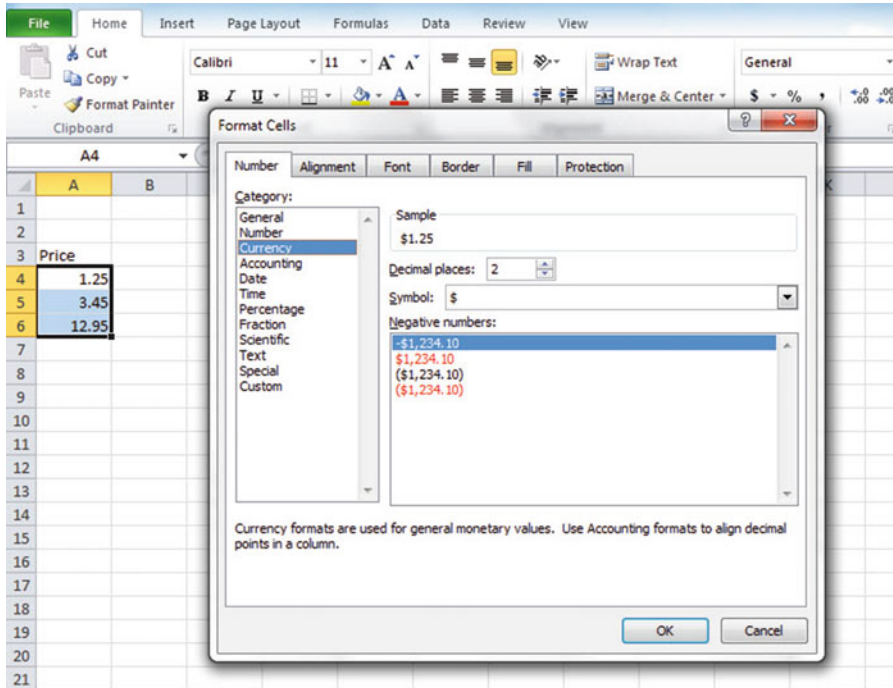 File Home Insert Page Layout Formulas Data Review View
Cut
Calibri 11 A A Wrap Text General
Copy
Paste
Format Painter
B I U A Merge & Center $ % , .00 .0
Clipboard
Format Cells
A4
Number Alignment Font Border Fill Protection
A B K
Category:
General
Number
Currency
Accounting
Date
Time
Percentage
Fraction
Scientific
Text
Special
Custom
Sample
$1.25
Decimal places: 2
Symbol: $
Negative numbers:
-$1,234.10
$1,234.10
($1,234.10)
($1,234.10)
1
2
3 Price
4 1.25
5 3.45
6 12.95
7
8
9
10
11
12
13
14
15
16
17
18
19
20
21
Currency formats are used for general monetary values. Use Accounting formats to align decimal
points in a column.
OK Cancel